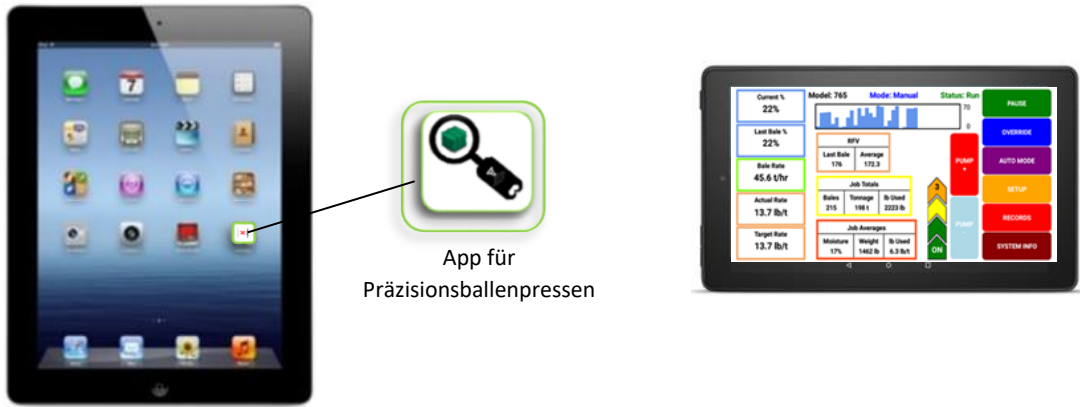 7
App für
Präzisionsballenpressen
Current %
22%
Last Bale %
22%
Bale Rate
45.6 t/hr
Actual Rate
13.7 lb/t
Target Rate
13.7 lb/t
Model: 765 Mode: Manual Status: Run
70
0
RFV
Last Bale Average
176 172.3
Job Totals
Bales Tonnage lb Used
215 198 t 2223 lb
Job Averages
Moisture Weight lb Used
17% 1462 lb 6.3 lb/t
3
ON
PUMP
PUMP
PAUSE
OVERRIDE
AUTO MODE
SETUP
RECORDS
SYSTEM INFO